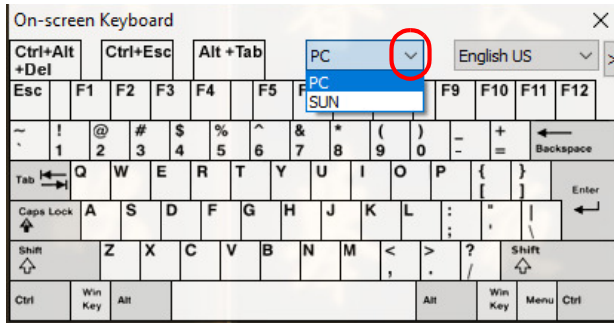 On-screen Keyboard
Ctrl+Alt +Del Ctrl+Esc Alt +Tab PC English US >
PC
SUN
Esc F1 F2 F3 F4 F5 F9 F10 F11 F12
~ ! @ # $ % ^ & * ( ) _ +
` 1 2 3 4 5 6 7 8 9 0 - = Backspace
Tab Q W E R T Y U I O P { }
[ ] Enter
Caps Lock A S D F G H J K L : " |
; ' \
Shift Z X C V B N M < > ? Shift
, . /
Ctrl Win Key Alt Alt Win Key Menu Ctrl